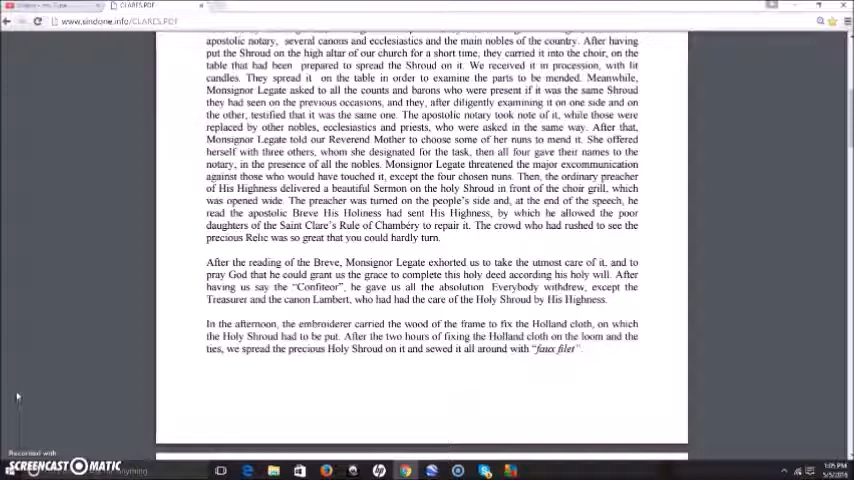 CLARES.PDF
www.sindone.info/CLARES.PDF
apostolic notary, several canons and ecclesiastics and the main nobles of the country. After having
put the Shroud on the high altar of our church for a short time, they carried it into the choir, on the
table that had been prepared to spread the Shroud on it. We received it in procession, with lit
candles. They spread it on the table in order to examine the parts to be mended. Meanwhile,
Monsignor Legate asked to all the counts and barons who were present if it was the same Shroud
they had seen on the previous occasions, and they, after diligently examining it on one side and on
the other, testified that it was the same one. The apostolic notary took note of it, while those were
replaced by other nobles, ecclesiastics and priests, who were asked in the same way. After that,
Monsignor Legate told our Reverend Mother to choose some of her nuns to mend it. She offered
herself with three others, whom she designated for the task, then all four gave their names to the
notary, in the presence of all the nobles. Monsignor Legate threatened the major excommunication
against those who would have touched it, except the four chosen nuns. Then, the ordinary preacher
of His Highness delivered a beautiful Sermon on the holy Shroud in front of the choir grill, which
was opened wide. The preacher was turned on the people's side and, at the end of the speech, he
read the apostolic Breve His Holiness had sent His Highness, by which he allowed the poor
daughters of the Saint Clare's Rule of Chambéry to repair it. The crowd who had rushed to see the
precious Relic was so great that you could hardly turn.
After the reading of the Breve, Monsignor Legate exhorted us to take the utmost care of it, and to
pray God that he could grant us the grace to complete this holy deed according his holy will. After
having us say the "Confiteor", he gave us all the absolution Everybody withdrew, except the
Treasurer and the canon Lambert, who had had the care of the Holy Shroud by His Highness.
In the afternoon, the embroiderer carried the wood of the frame to fix the Holland cloth, on which
the Holy Shroud had to be put. After the two hours of fixing the Holland cloth on the loom and the
ties, we spread the precious Holy Shroud on it and sewed it all around with "faux filet".
Recorded with
SCREENCAST MATIC
anything
1:05 PM
5/5/2016